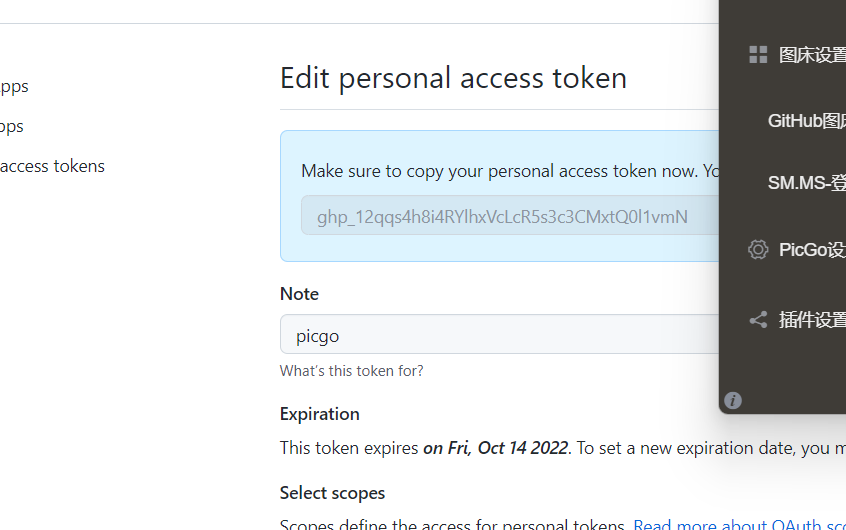 pps
pps
access tokens
Edit personal access token
Make sure to copy your personal access token now. Yo
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
Note
picgo
What's this token for?
Expiration
This token expires on Fri, Oct 14 2022. To set a new expiration date, you m
Select scopes
Scopes define the access for personal tokens. Read more about OAuth sco
图床设置
GitHub图床
SM.MS-登
PicGo设
插件设置